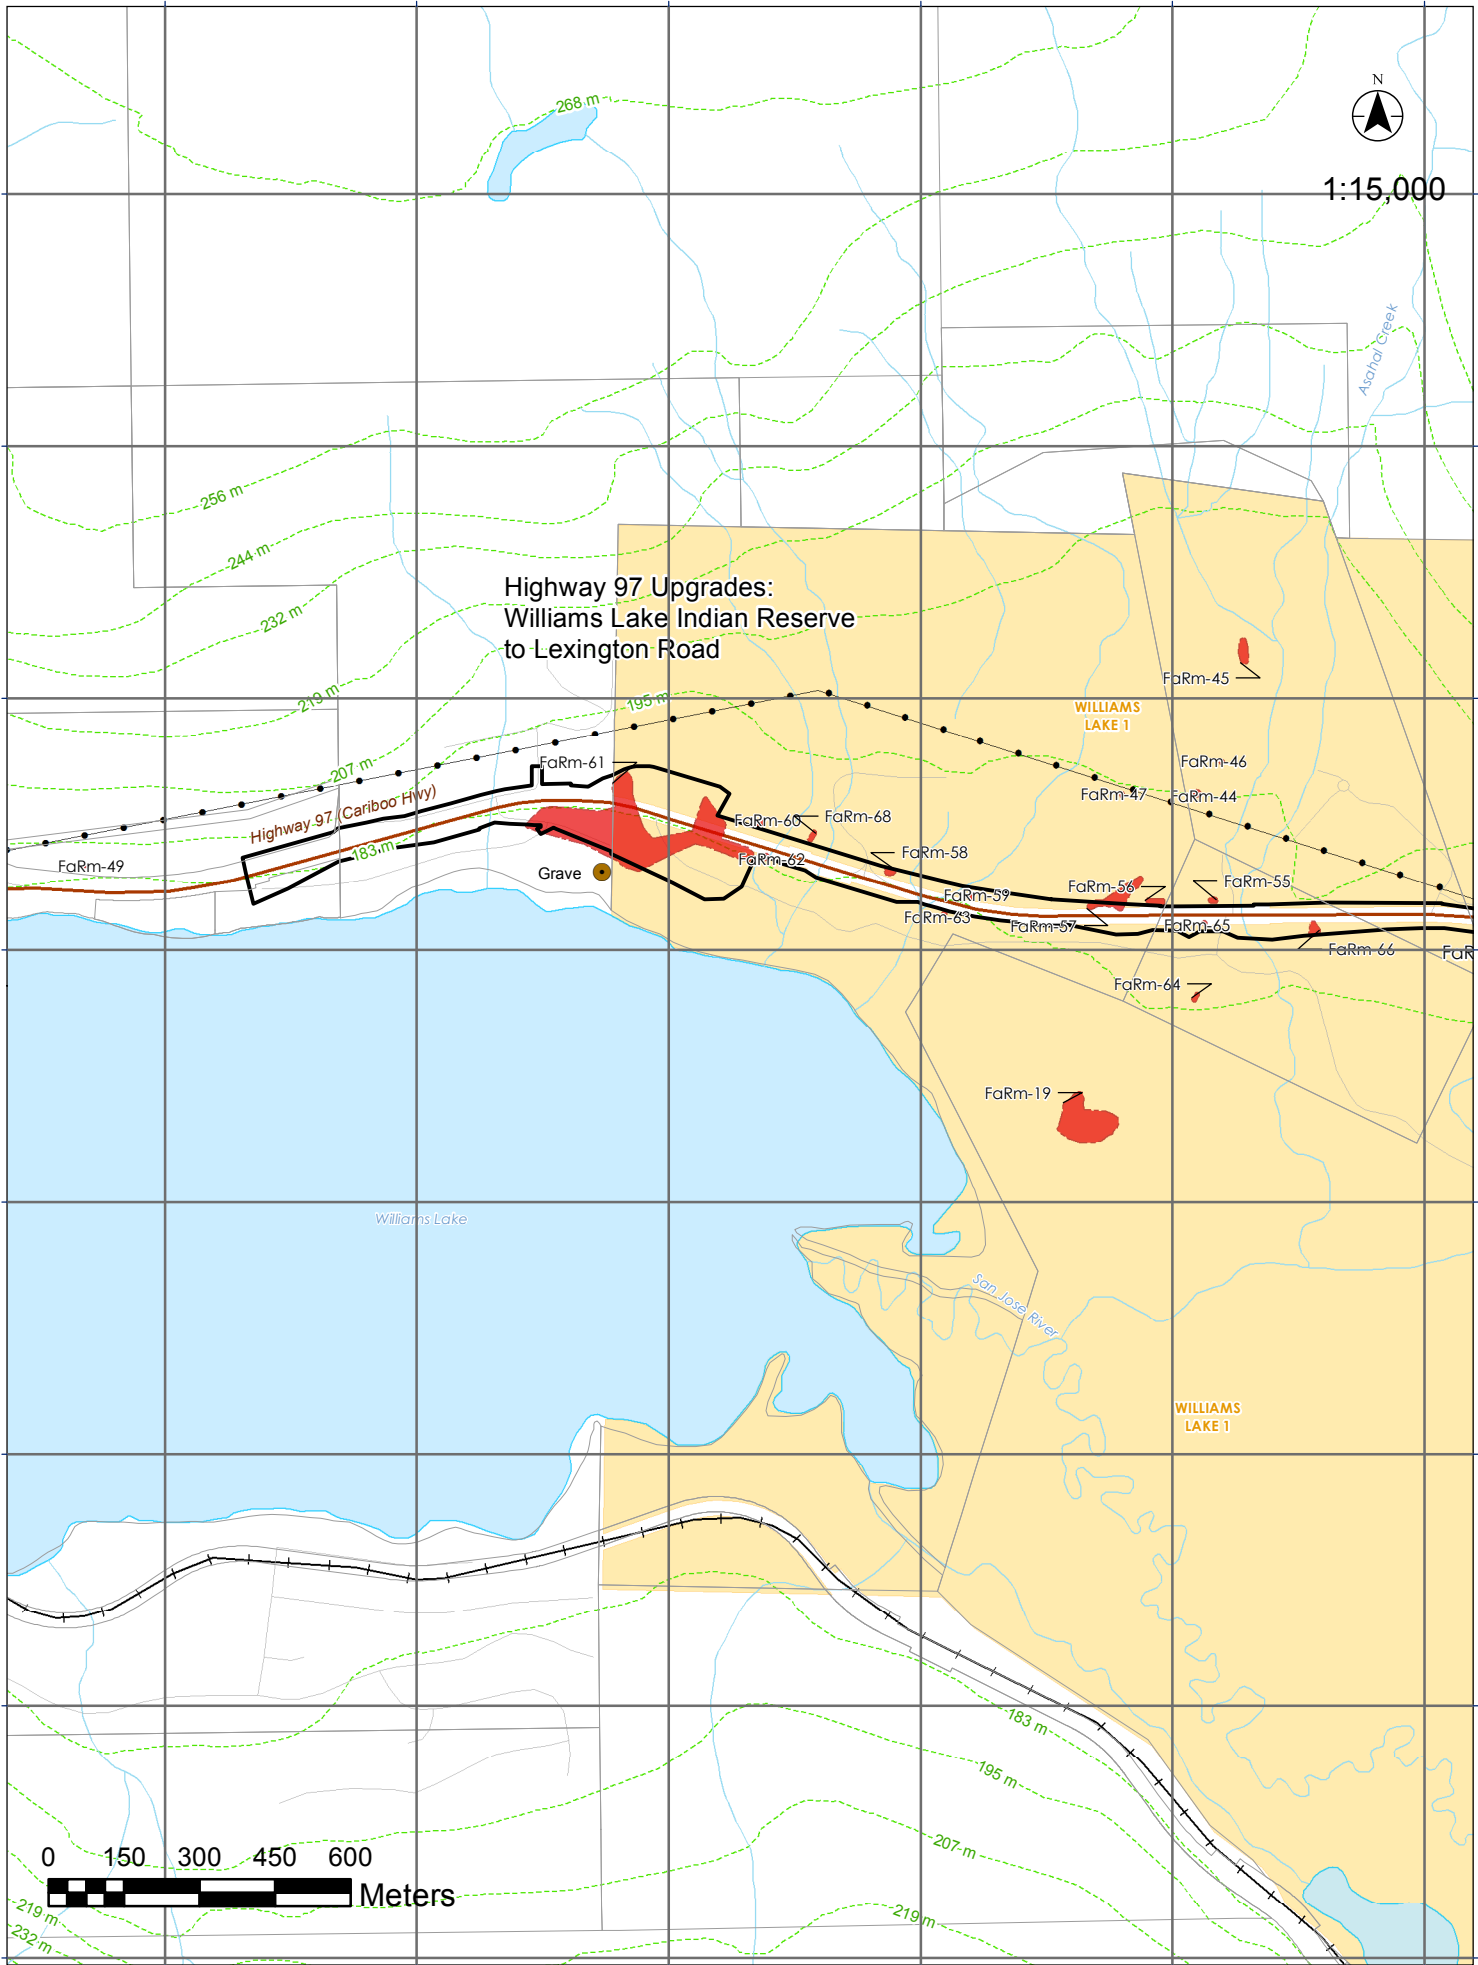 268 m
N
1:15,000
Asahal Creek
256 m
244 m
232 m
Highway 97 Upgrades:
Williams Lake Indian Reserve
to Lexington Road
FaRm-45
219 m
195 m
WILLIAMS
LAKE 1
207 m
FaRm-61
FaRm-46
Highway 97 (Cariboo Hwy)
FaRm-47
FaRm-44
FaRm-60
FaRm-68
183 m
FaRm-49
FaRm-62
FaRm-58
Grave
FaRm-56
FaRm-55
FaRm-59
FaRm-63
FaRm-57
FaRm-65
FaRm-66
FaR
FaRm-64
FaRm-19
Williams Lake
San Jose River
WILLIAMS
LAKE 1
183 m
195 m
207 m
0 150 300 450 600
Meters
219 m
219 m
232 m